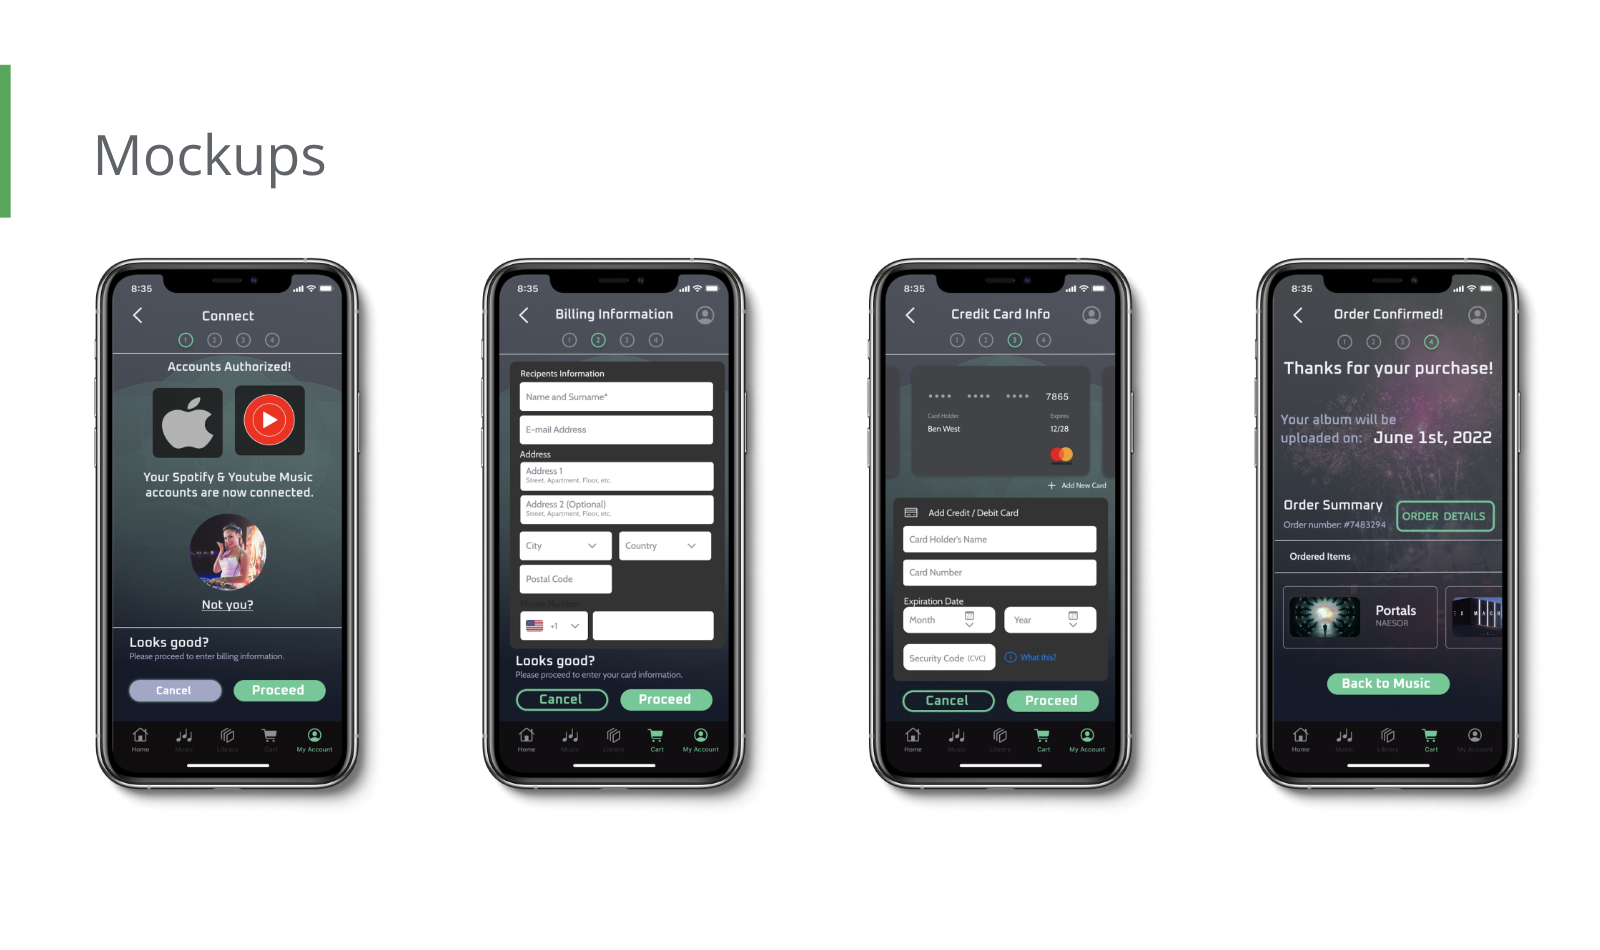 Mockups
8:35
Connect
1 2 3 4
Accounts Authorized!
Your Spotify & Youtube Music
accounts are now connected.
Not you?
Looks good?
Please proceed to enter billing information.
Cancel
Proceed
Home
Music
Library
Cart
My Account
8:35
Billing Information
1 2 3 4
Recipents Information
Name and Surname*
E-mail Address
Address
Address 1
Street, Apartment, Floor, etc.
Address 2 (Optional)
Street, Apartment, Floor, etc.
City
Country
Postal Code
Phone Number
+1
Looks good?
Please proceed to enter your card information.
Cancel
Proceed
Home
Music
Library
Cart
My Account
8:35
Credit Card Info
1 2 3 4
•••• •••• •••• 7865
Card Holder
Expires
Ben West
12/28
+ Add New Card
Add Credit / Debit Card
Card Holder's Name
Card Number
Expiration Date
Month
Year
Security Code (CVC)
What this?
Cancel
Proceed
Home
Music
Library
Cart
My Account
8:35
Order Confirmed!
1 2 3 4
Thanks for your purchase!
Your album will be
uploaded on: June 1st, 2022
Order Summary
Order number: #7483294
ORDER DETAILS
Ordered Items
Portals
NAESOR
Back to Music
Home
Music
Library
Cart
My Account